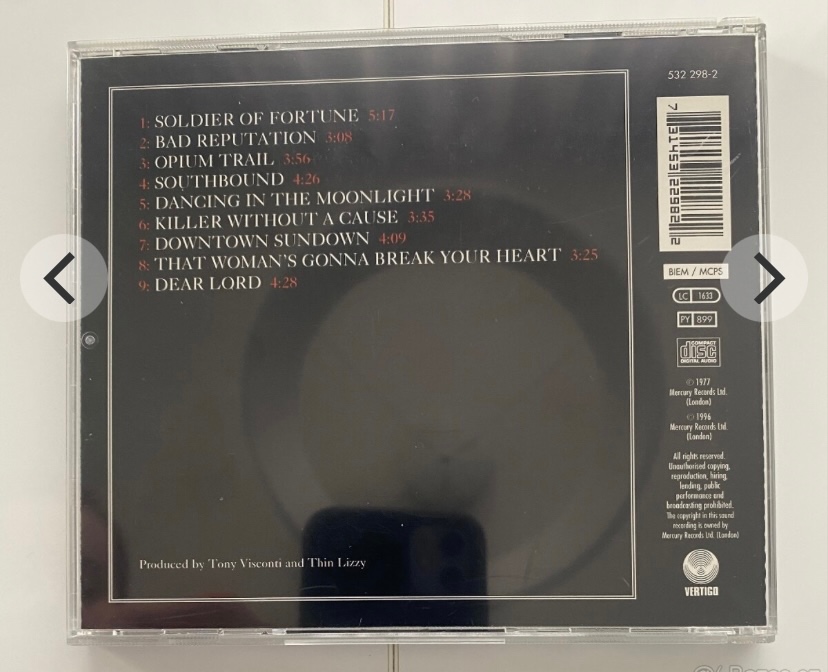 1: SOLDIER OF FORTUNE 5:17
2: BAD REPUTATION 3:08
3: OPIUM TRAIL 3:56
4: SOUTHBOUND 4:26
5: DANCING IN THE MOONLIGHT 3:28
6: KILLER WITHOUT A CAUSE 3:35
7: DOWNTOWN SUNDOWN 4:09
8: THAT WOMAN'S GONNA BREAK YOUR HEART 3:25
9: DEAR LORD 4:28
Produced by Tony Visconti and Thin Lizzy
532 298-2
7 31453 22982 2
BIEM / MCPS
LC 1633
PY 899
COMPACT
disc
DIGITAL AUDIO
℗ 1977
Mercury Records Ltd.
(London)
© 1996
Mercury Records Ltd.
(London)
All rights reserved.
Unauthorised copying,
reproduction, hiring,
lending, public
performance and
broadcasting prohibited.
The copyright in this sound
recording is owned by
Mercury Records Ltd. (London)
VERTIGO